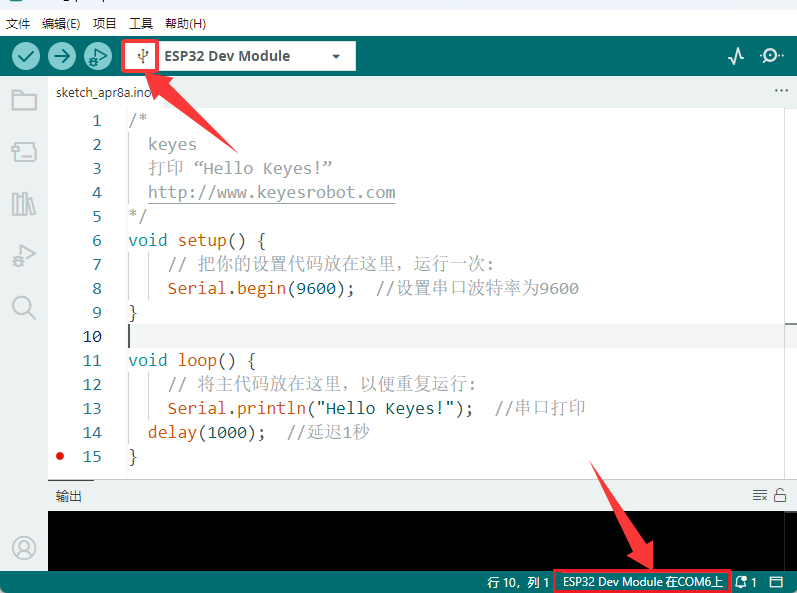 文件 编辑(E) 项目 工具 帮助(H)
ESP32 Dev Module
sketch_apr8a.ino
1 /*
2 keyes
3 打印 “Hello Keyes!”
4 http://www.keyesrobot.com
5 */
6 void setup() {
7 // 把你的设置代码放在这里，运行一次:
8 Serial.begin(9600); //设置串口波特率为9600
9 }
10
11 void loop() {
12 // 将主代码放在这里，以便重复运行:
13 Serial.println("Hello Keyes!"); //串口打印
14 delay(1000); //延迟1秒
15 }
输出
行 10，列 1 ESP32 Dev Module 在COM6上 1